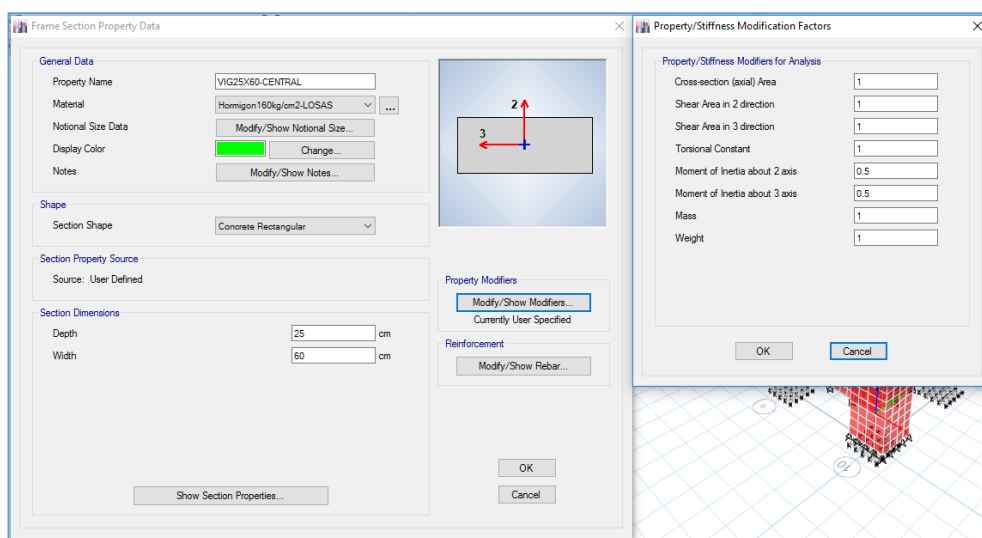 Frame Section Property Data
General Data
Property Name VIG25X60-CENTRAL
Material Hormigon160kg/cm2-LOSAS ...
Notional Size Data Modify/Show Notional Size...
Display Color Change...
Notes Modify/Show Notes...
Shape
Section Shape Concrete Rectangular
Section Property Source
Source: User Defined
Section Dimensions
Depth 25 cm
Width 60 cm
Show Section Properties...
2
3
Property Modifiers
Modify/Show Modifiers...
Currently User Specified
Reinforcement
Modify/Show Rebar...
OK
Cancel
Property/Stiffness Modification Factors
Property/Stiffness Modifiers for Analysis
Cross-section (axial) Area 1
Shear Area in 2 direction 1
Shear Area in 3 direction 1
Torsional Constant 1
Moment of Inertia about 2 axis 0.5
Moment of Inertia about 3 axis 0.5
Mass 1
Weight 1
OK Cancel
10